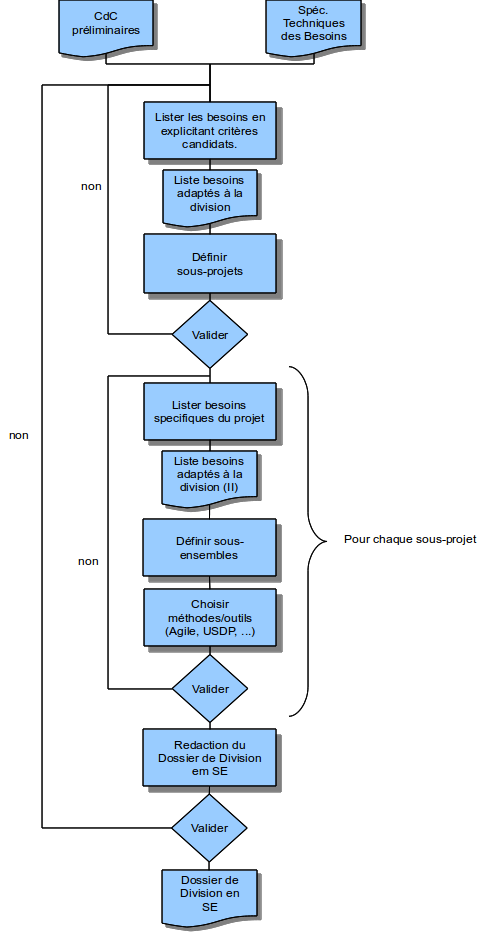 CdC
préliminaires
Spéc.
Techniques
des Besoins
Lister les besoins en
explicitant critères
candidats.
non
Liste besoins
adaptés à la
division
Définir
sous-projets
Valider
Lister besoins
specifiques du projet
non
Liste besoins
adaptés à la
division (II)
Pour chaque sous-projet
Définir sous-
ensembles
non
Choisir
méthodes/outils
(Agile, USDP, ...)
Valider
Redaction du
Dossier de Division
em SE
Valider
Dossier de
Division en
SE